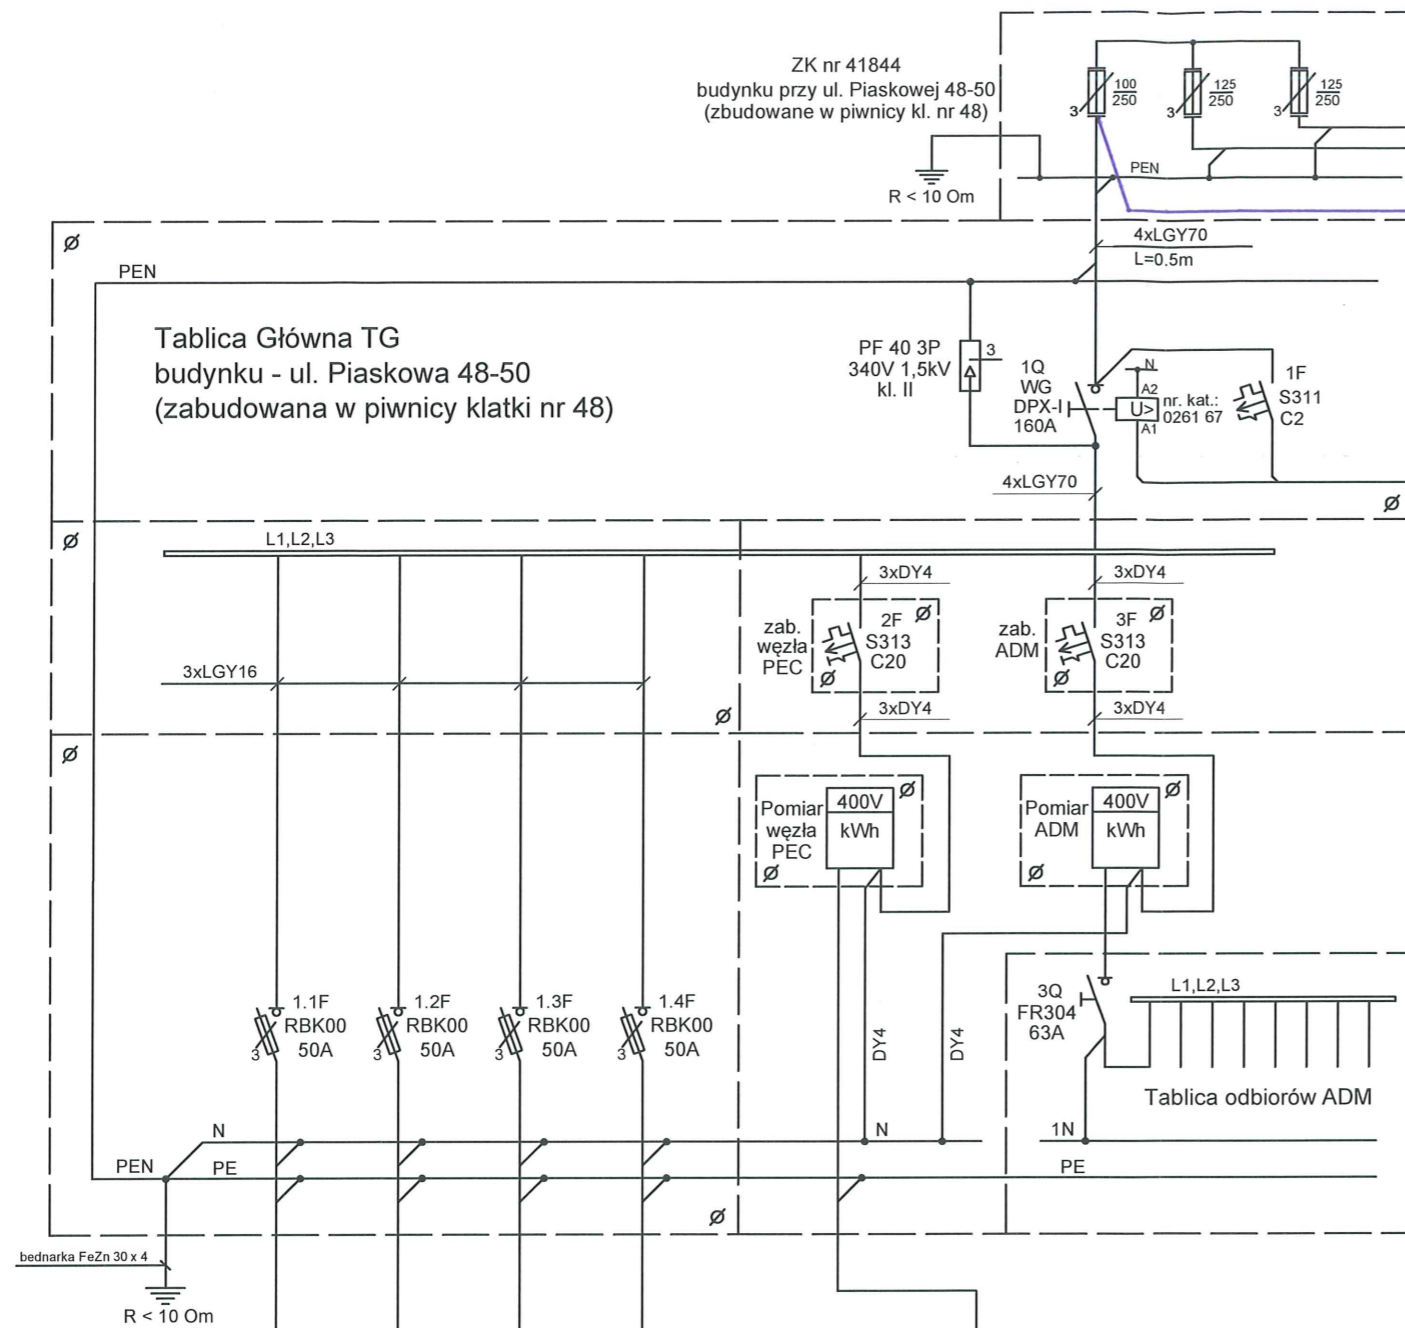 ZK nr 41844
budynku przy ul. Piaskowej 48-50
(zbudowane w piwnicy kl. nr 48)
3
100
250
3
125
250
3
125
250
PEN
R < 10 Om
4xLGY70
L=0.5m
PEN
Tablica Główna TG
budynku - ul. Piaskowa 48-50
(zabudowana w piwnicy klatki nr 48)
PF 40 3P
340V 1,5kV
kl. II
3
1Q
WG
DPX-I
160A
N
A2
U>
A1
nr. kat.:
0261 67
1F
S311
C2
4xLGY70
L1,L2,L3
3xDY4
3xDY4
zab.
węzła
PEC
2F
S313
C20
zab.
ADM
3F
S313
C20
3xLGY16
3xDY4
3xDY4
Pomiar
węzła
PEC
400V
kWh
Pomiar
ADM
400V
kWh
1.1F
RBK00
50A
3
1.2F
RBK00
50A
3
1.3F
RBK00
50A
3
1.4F
RBK00
50A
3
DY4
DY4
3Q
FR304
63A
L1,L2,L3
Tablica odbiorów ADM
N
N
1N
PEN
PE
PE
bednarka FeZn 30 x 4
R < 10 Om